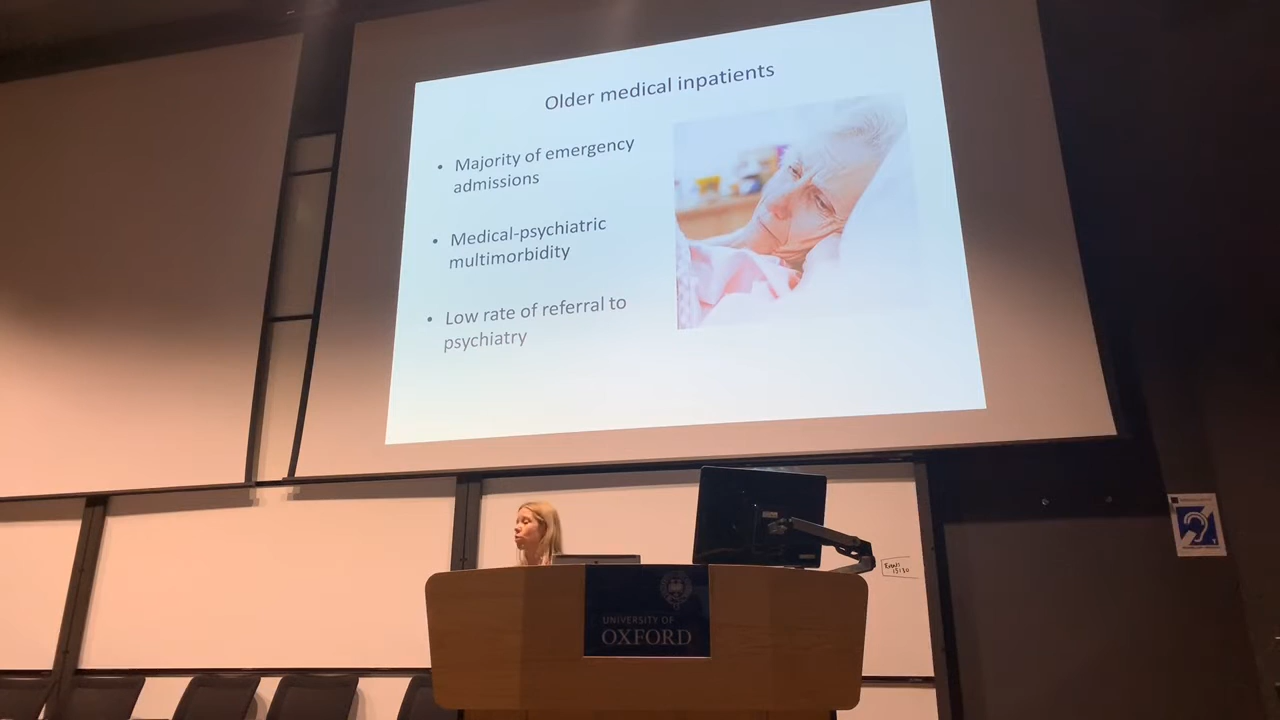 Older medical inpatients
• Majority of emergency
admissions
• Medical-psychiatric
multimorbidity
• Low rate of referral to
psychiatry
UNIVERSITY OF
OXFORD